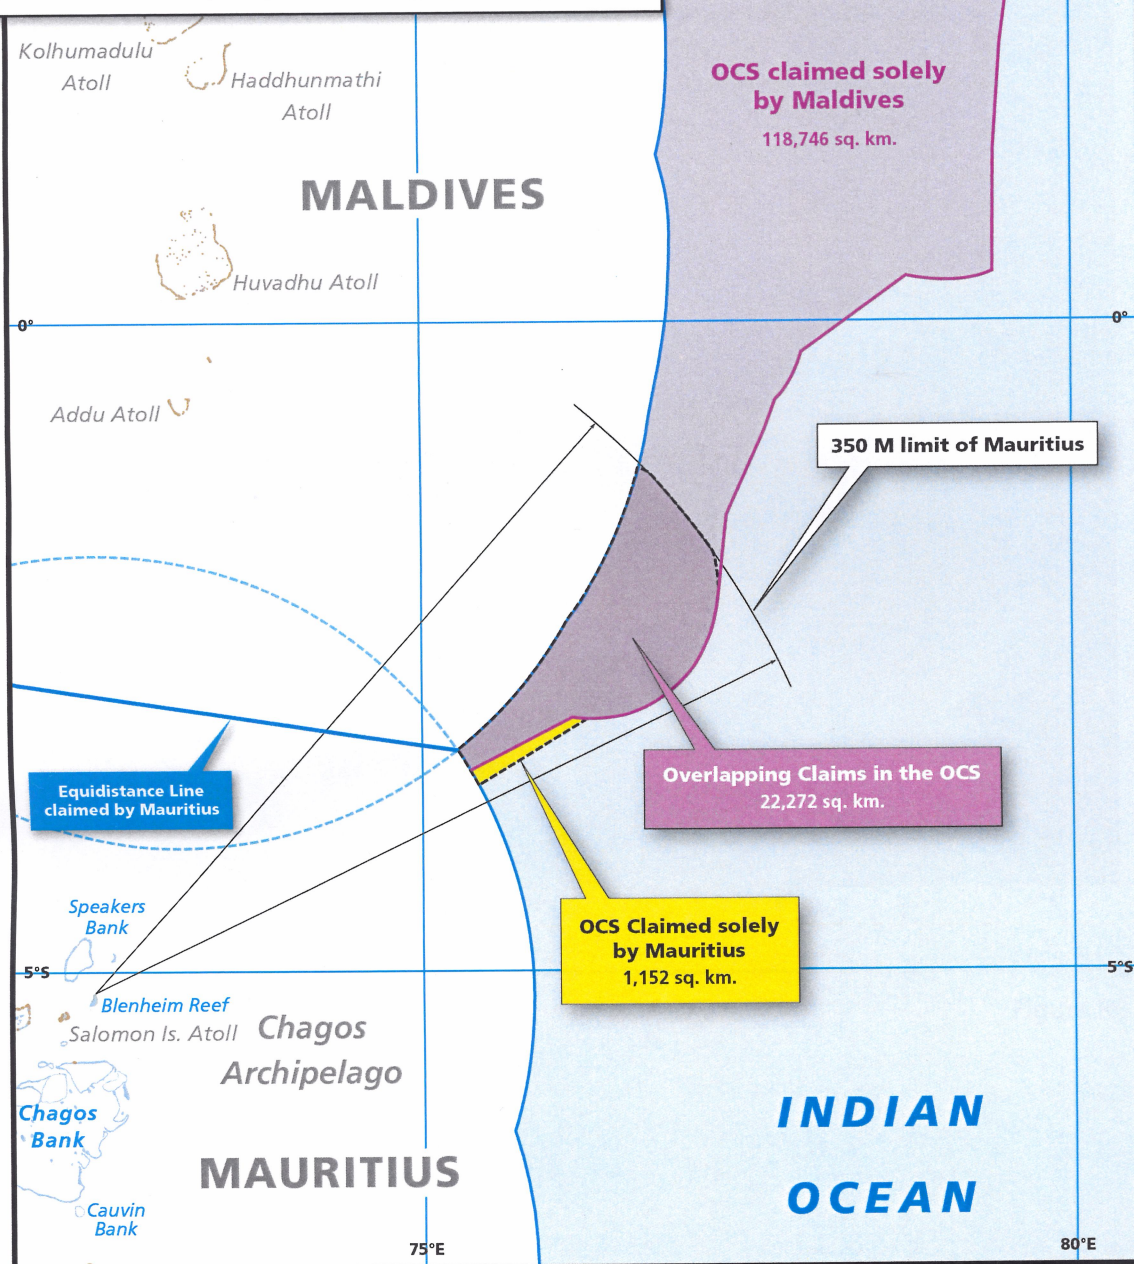 Kolhumadulu
Atoll
Haddhunmathi
Atoll
OCS claimed solely
by Maldives
118,746 sq. km.
MALDIVES
Huvadhu Atoll
0°
0°
Addu Atoll
350 M limit of Mauritius
Equidistance Line
claimed by Mauritius
Overlapping Claims in the OCS
22,272 sq. km.
Speakers
Bank
OCS Claimed solely
by Mauritius
1,152 sq. km.
5°S
5°S
Blenheim Reef
Salomon Is. Atoll
Chagos
Archipelago
Chagos
Bank
INDIAN
OCEAN
MAURITIUS
Cauvin
Bank
75°E
80°E